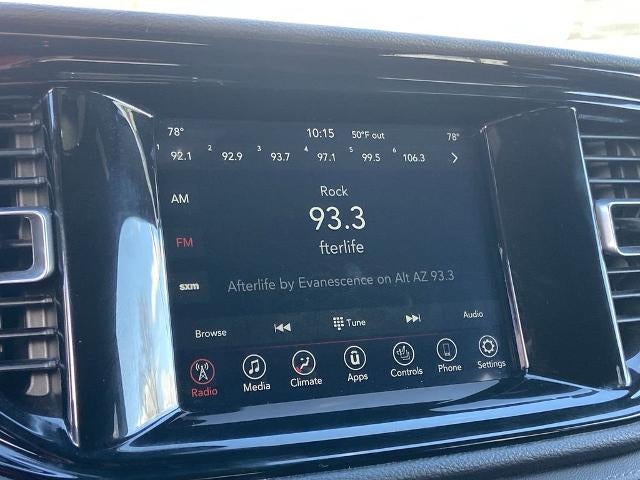 78° 10:15 50°F out 78°
1 92.1 2 92.9 3 93.7 4 97.1 5 99.5 6 106.3
Rock
AM
93.3
FM
fterlife
sxm
Afterlife by Evanescence on Alt AZ 93.3
Browse Tune Audio
Radio Media Climate Apps Controls Phone Settings